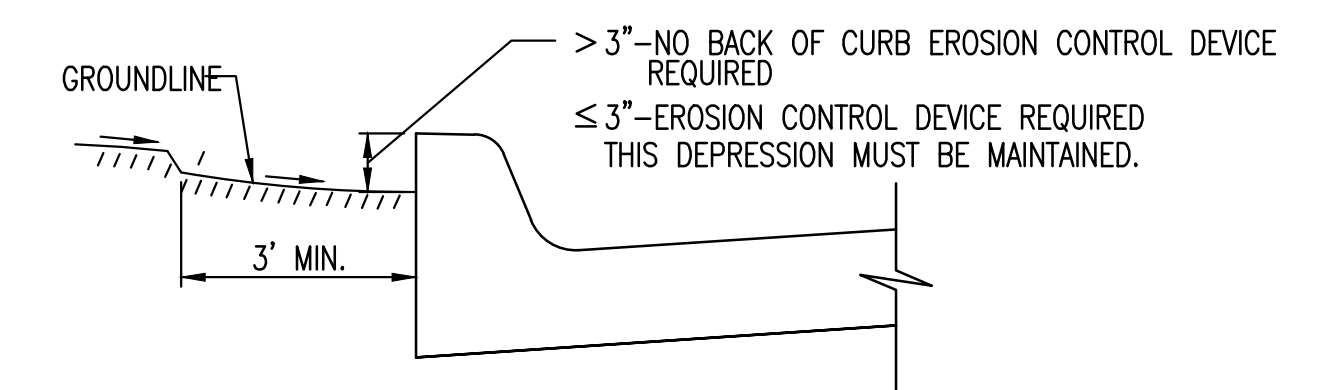 > 3"-NO BACK OF CURB EROSION CONTROL DEVICE
REQUIRED
GROUNDLINE
≤ 3"-EROSION CONTROL DEVICE REQUIRED
THIS DEPRESSION MUST BE MAINTAINED.
3' MIN.